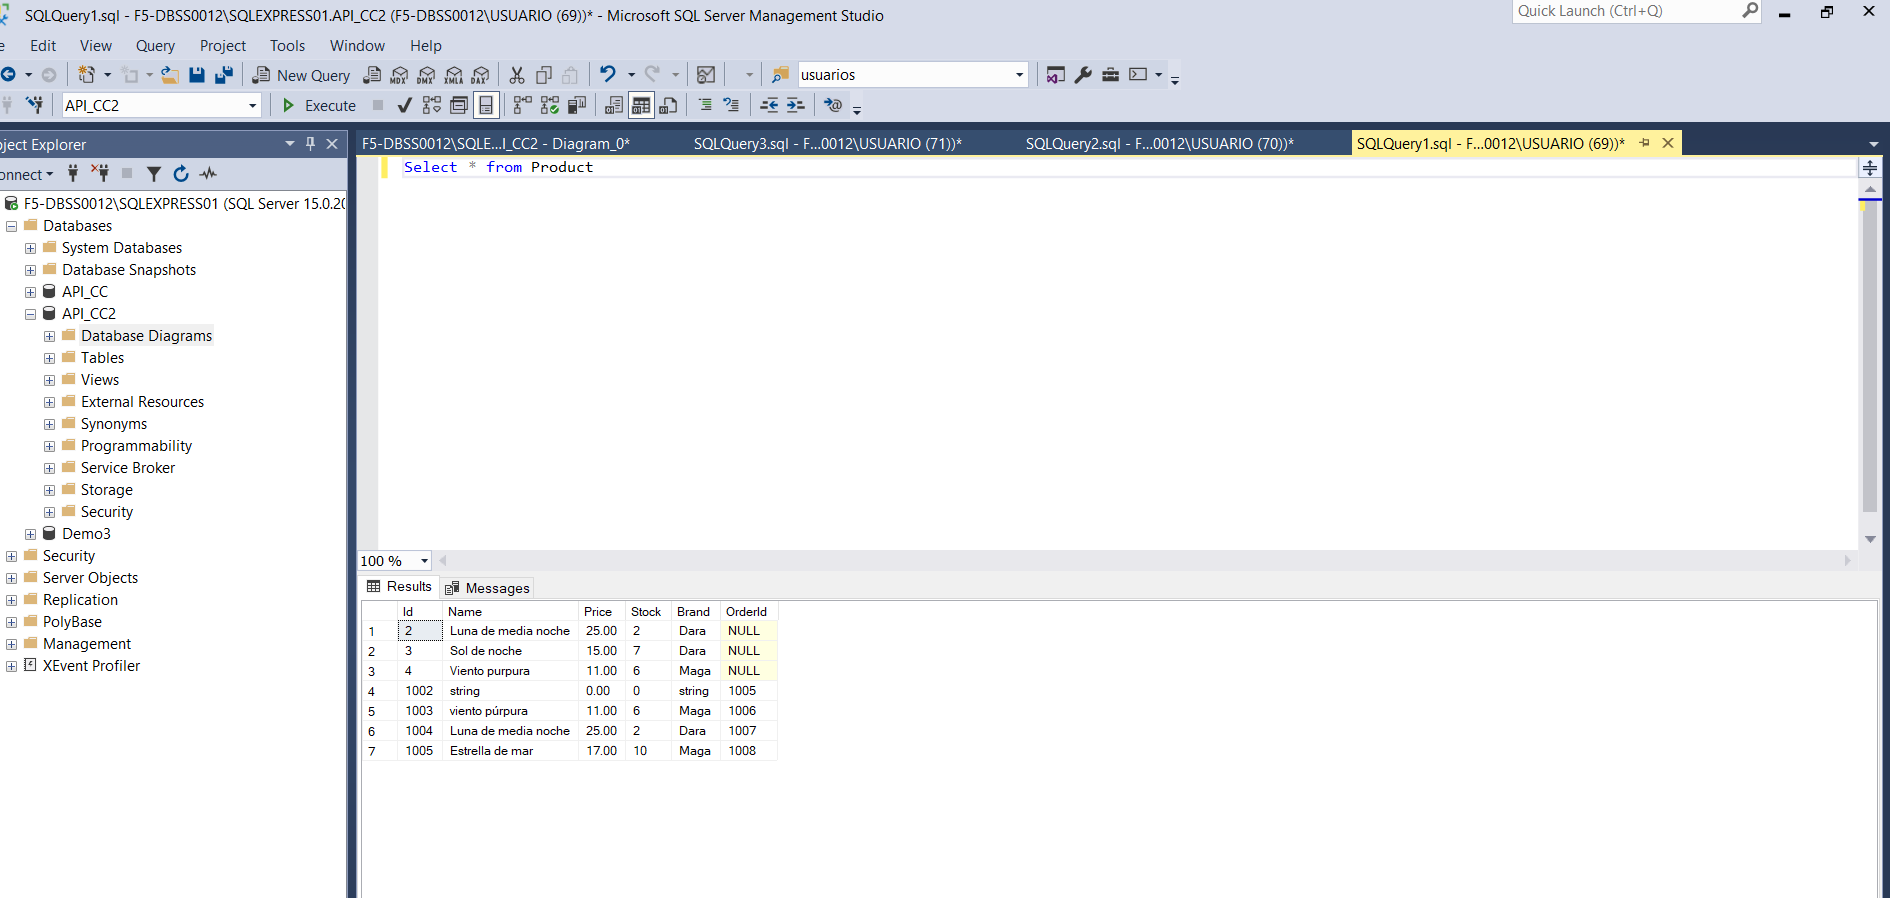 SQLQuery1.sql - F5-DBSS0012\SQLEXPRESS01.API_CC2 (F5-DBSS0012\USUARIO (69))* - Microsoft SQL Server Management Studio
Quick Launch (Ctrl+Q)
e Edit View Query Project Tools Window Help
New Query MDX DMX XMLA DAX usuarios
API_CC2 Execute
ject Explorer
F5-DBSS0012\SQLE...I_CC2 - Diagram_0* SQLQuery3.sql - F...0012\USUARIO (71))* SQLQuery2.sql - F...0012\USUARIO (70))* SQLQuery1.sql - F...0012\USUARIO (69))*
onnect
Select * from Product
F5-DBSS0012\SQLEXPRESS01 (SQL Server 15.0.20
Databases
System Databases
Database Snapshots
API_CC
API_CC2
Database Diagrams
Tables
Views
External Resources
Synonyms
Programmability
Service Broker
Storage
Security
Demo3
Security
Server Objects
Replication
PolyBase
Management
XEvent Profiler
100 %
Results Messages
Id Name Price Stock Brand OrderId
1 2 Luna de media noche 25.00 2 Dara NULL
2 3 Sol de noche 15.00 7 Dara NULL
3 4 Viento purpura 11.00 6 Maga NULL
4 1002 string 0.00 0 string 1005
5 1003 viento púrpura 11.00 6 Maga 1006
6 1004 Luna de media noche 25.00 2 Dara 1007
7 1005 Estrella de mar 17.00 10 Maga 1008